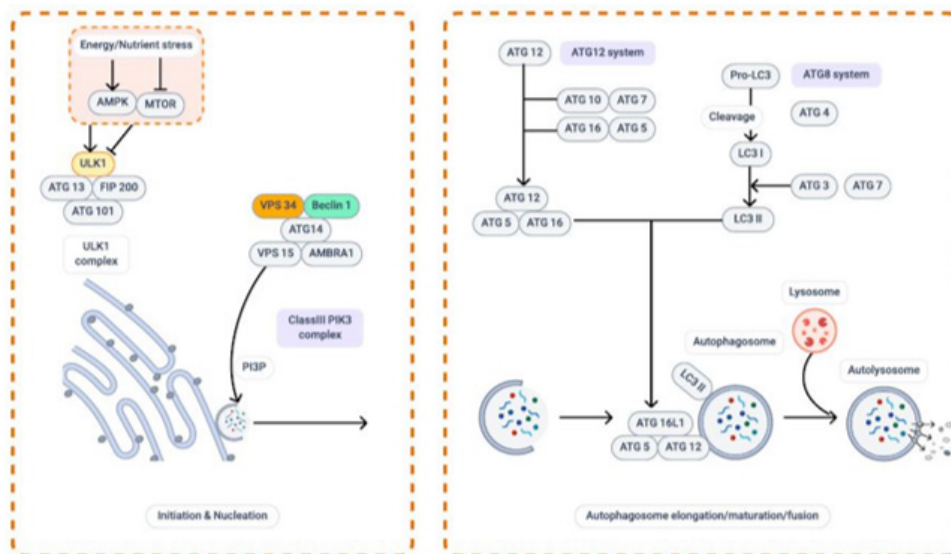 Energy/Nutrient stress
AMPK
MTOR
ULK1
ATG 13
FIP 200
ATG 101
ULK1
complex
VPS 34
Beclin 1
ATG14
VPS 15
AMBRA1
ClassIII PIK3
complex
PI3P
Initiation & Nucleation
ATG 12
ATG12 system
ATG 10
ATG 7
ATG 16
ATG 5
ATG 12
ATG 5
ATG 16
Pro-LC3
ATG8 system
Cleavage
ATG 4
LC3 I
ATG 3
ATG 7
LC3 II
Lysosome
Autophagosome
LC3 II
Autolysosome
ATG 16L1
ATG 5
ATG 12
Autophagosome elongation/maturation/fusion